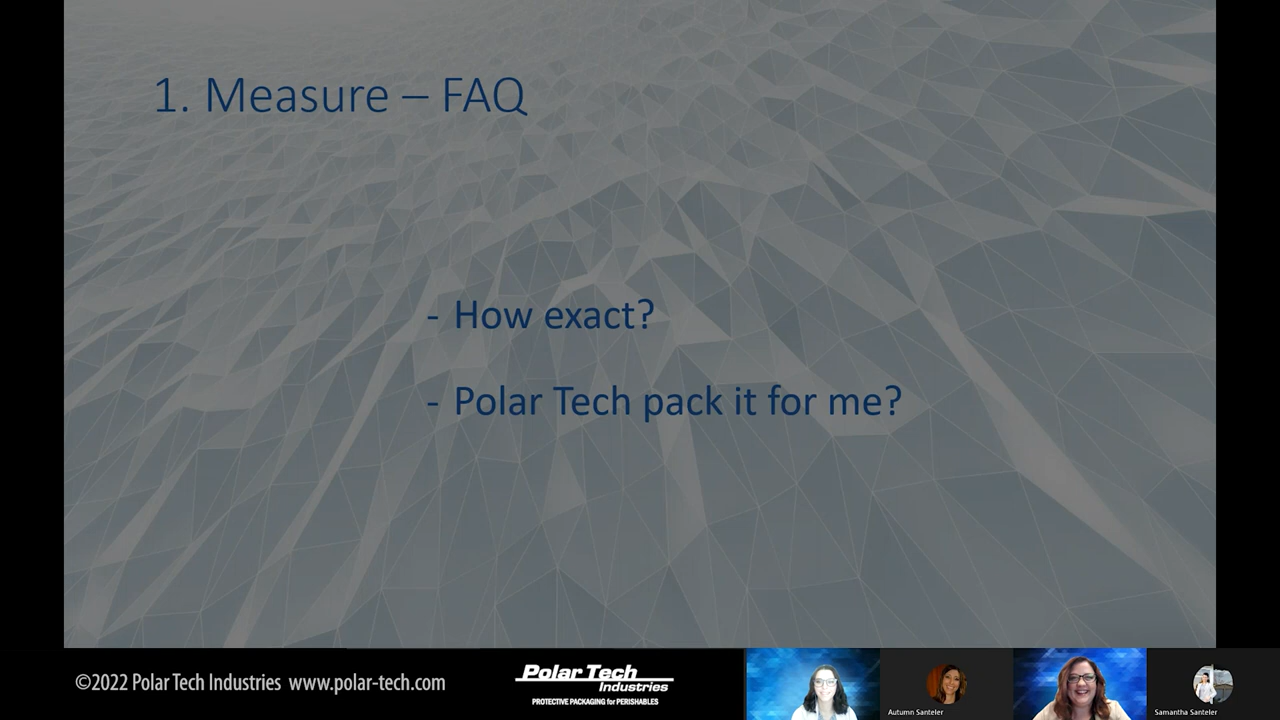 1. Measure – FAQ
- How exact?
- Polar Tech pack it for me?
©2022 Polar Tech Industries www.polar-tech.com
Polar Tech
Industries
PROTECTIVE PACKAGING for PERISHABLES
Autumn Santeler
Samantha Santeler